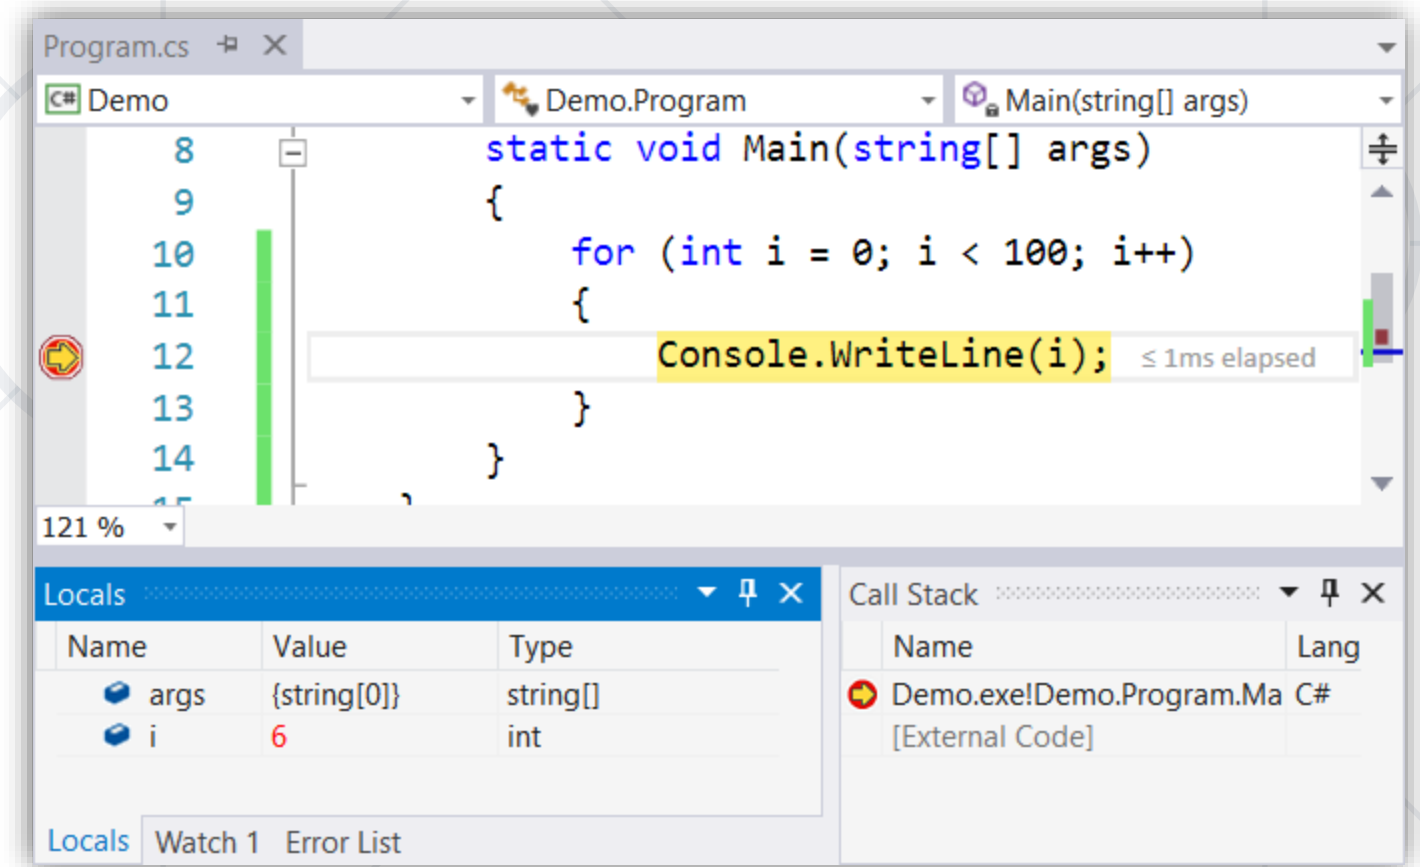 Program.cs
C# Demo Demo.Program Main(string[] args)
8 static void Main(string[] args)
9 {
10 for (int i = 0; i < 100; i++)
11 {
12 Console.WriteLine(i); ≤ 1ms elapsed
13 }
14 }
15 }
121 %
Locals
Name Value Type
args {string[0]} string[]
i 6 int
Locals Watch 1 Error List
Call Stack
Name Lang
Demo.exe!Demo.Program.Ma C#
[External Code]